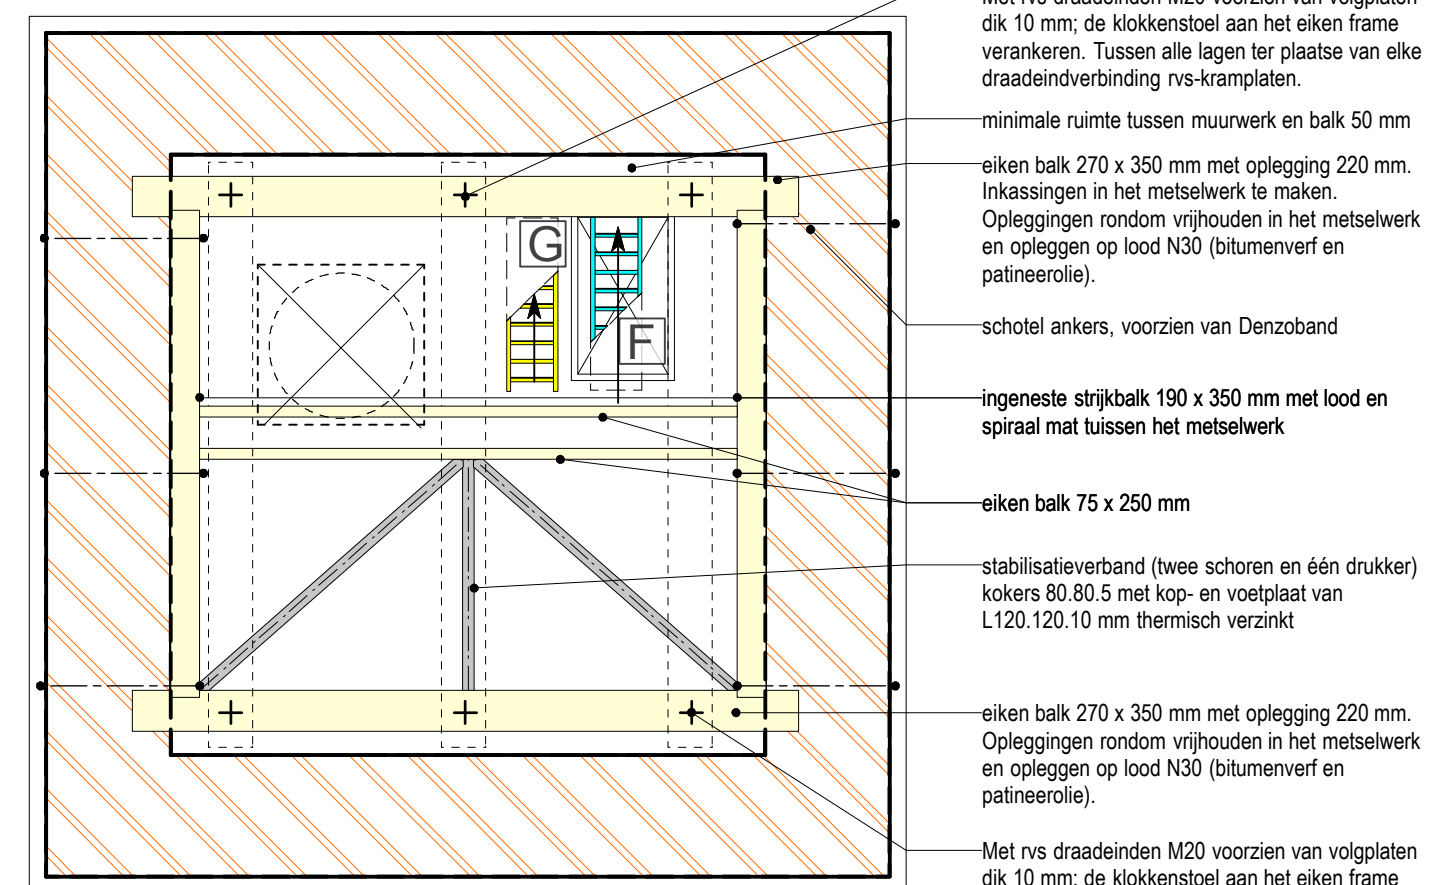 Met rvs draadeinden M20 voorzien van volgplaten
dik 10 mm; de klokkenstoel aan het eiken frame
verankeren. Tussen alle lagen ter plaatse van elke
draadeindverbinding rvs-kramplaten.
minimale ruimte tussen muurwerk en balk 50 mm
eiken balk 270 x 350 mm met oplegging 220 mm.
Inkassingen in het metselwerk te maken.
Opleggingen rondom vrijhouden in het metselwerk
en opleggen op lood N30 (bitumenverf en
patineerolie).
G
F
schotel ankers, voorzien van Denzoband
ingeneste strijkbalk 190 x 350 mm met lood en
spiraal mat tuissen het metselwerk
eiken balk 75 x 250 mm
stabilisatieverband (twee schoren en één drukker)
kokers 80.80.5 met kop- en voetplaat van
L120.120.10 mm thermisch verzinkt
eiken balk 270 x 350 mm met oplegging 220 mm.
Opleggingen rondom vrijhouden in het metselwerk
en opleggen op lood N30 (bitumenverf en
patineerolie).
Met rvs draadeinden M20 voorzien van volgplaten
dik 10 mm; de klokkenstoel aan het eiken frame